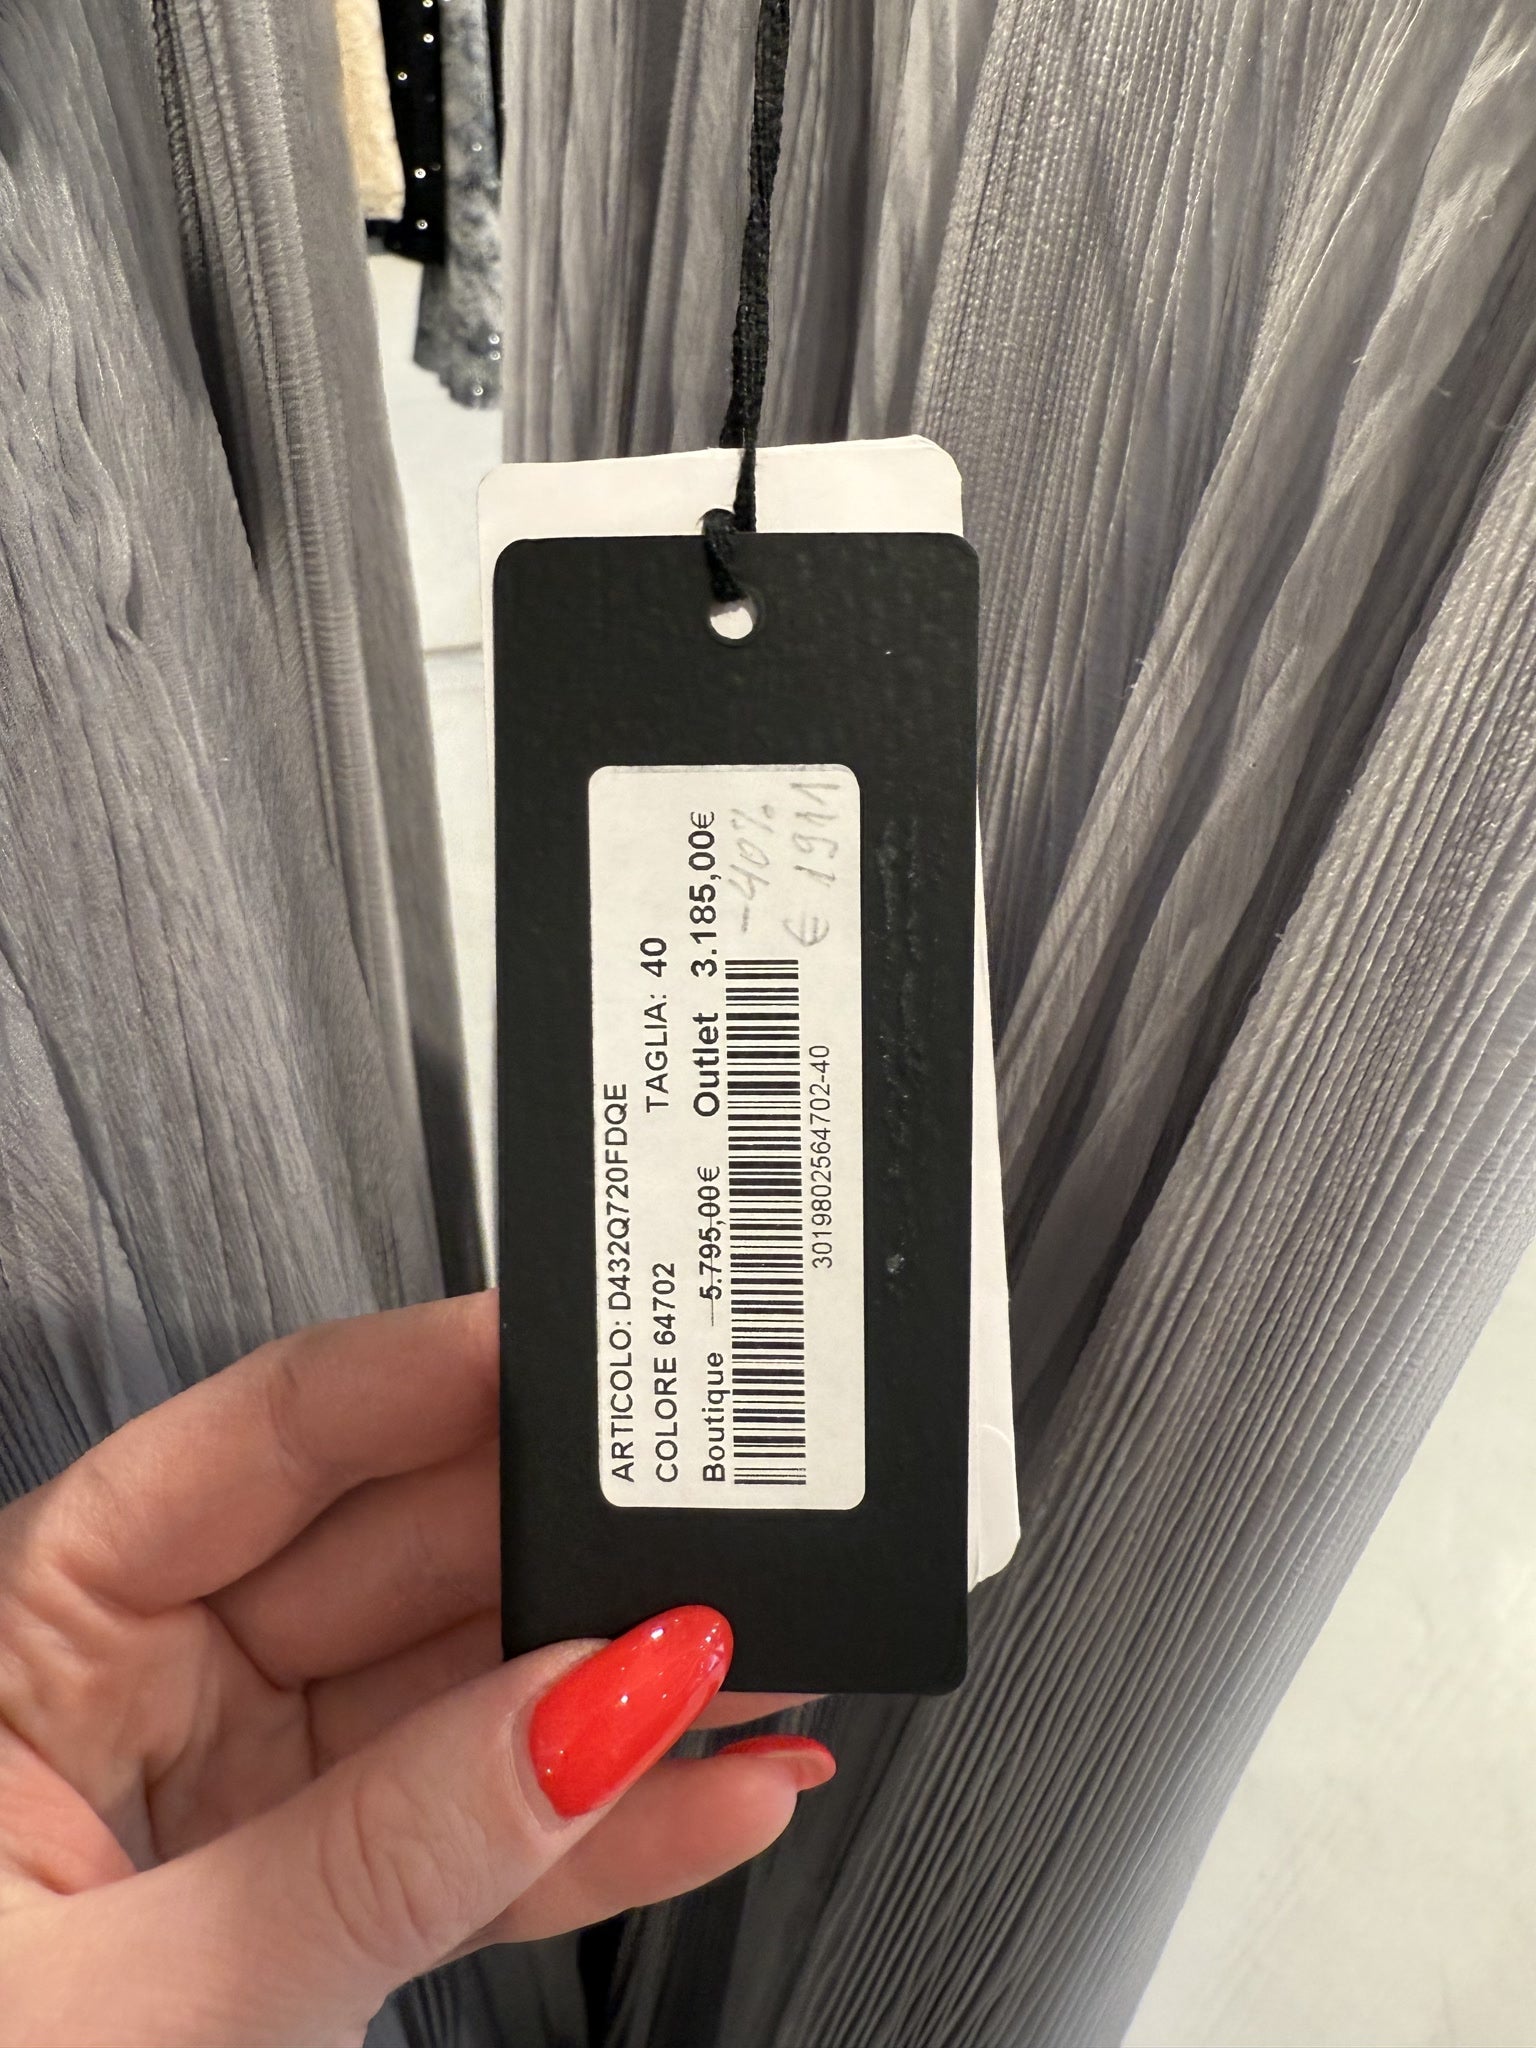 ARTICOLO: D432Q720FDQE
COLORE 64702 TAGLIA: 40
Boutique 5.795,00€ Outlet 3.185,00€
-40%
€ 1911
3019802564702-40